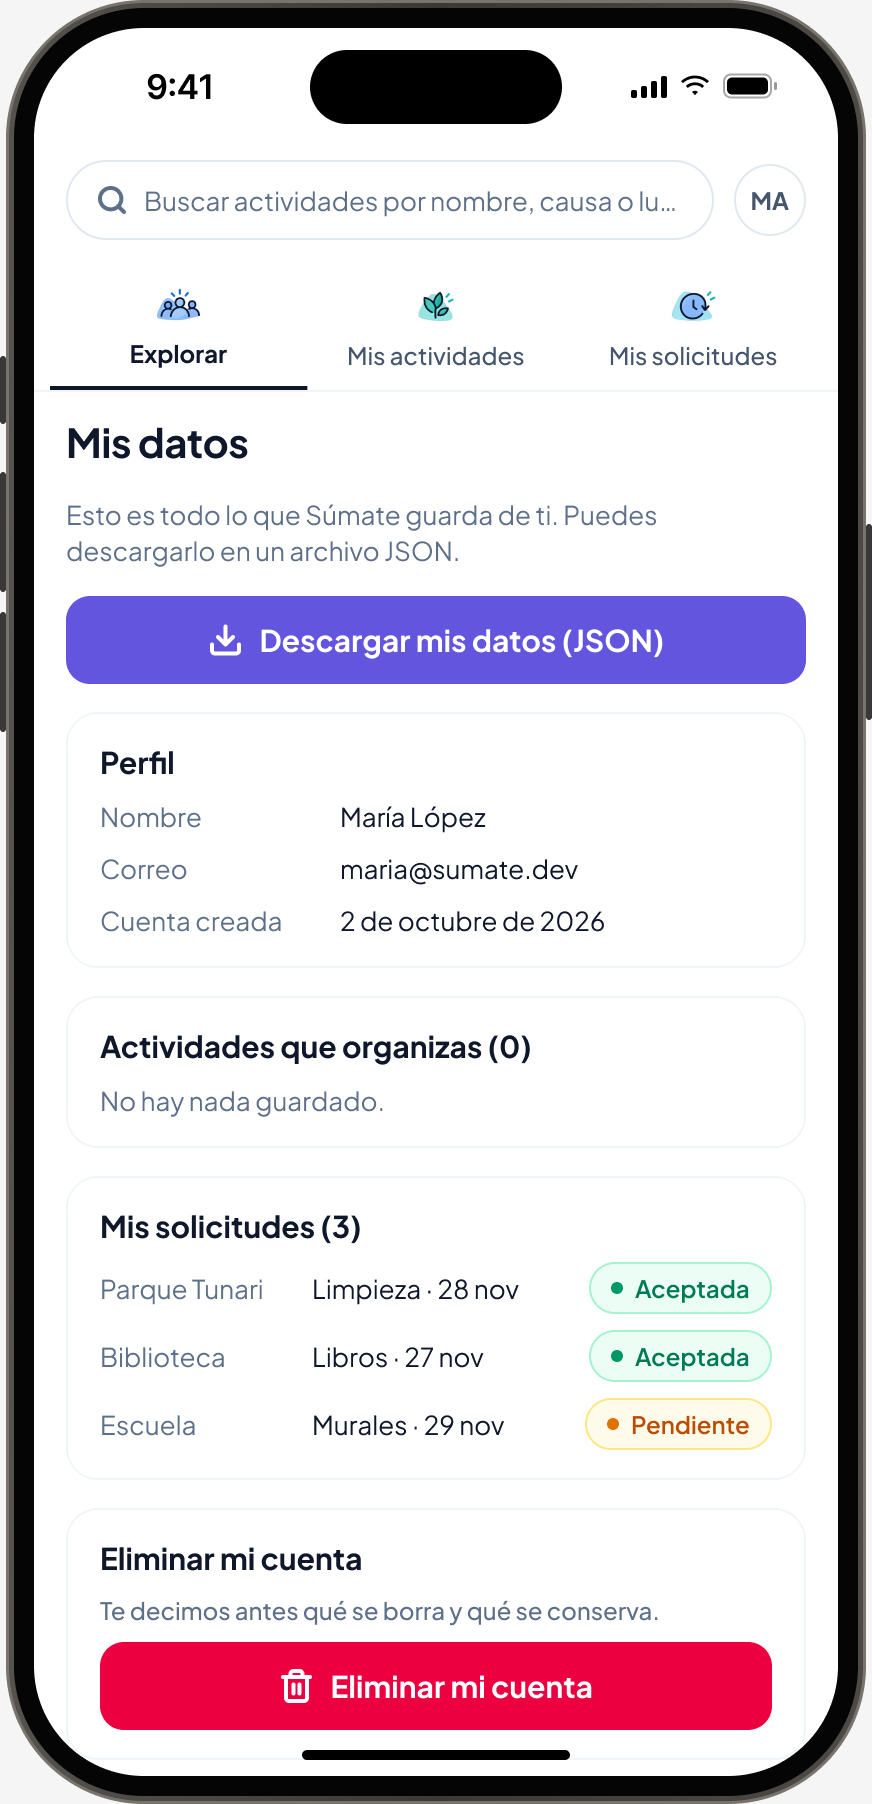 9:41
Buscar actividades por nombre, causa o lu...
MA
Explorar
Mis actividades
Mis solicitudes
Mis datos
Esto es todo lo que Súmate guarda de ti. Puedes
descargarlo en un archivo JSON.
Descargar mis datos (JSON)
Perfil
Nombre María López
Correo maria@sumate.dev
Cuenta creada 2 de octubre de 2026
Actividades que organizas (0)
No hay nada guardado.
Mis solicitudes (3)
Parque Tunari Limpieza · 28 nov Aceptada
Biblioteca Libros · 27 nov Aceptada
Escuela Murales · 29 nov Pendiente
Eliminar mi cuenta
Te decimos antes qué se borra y qué se conserva.
Eliminar mi cuenta